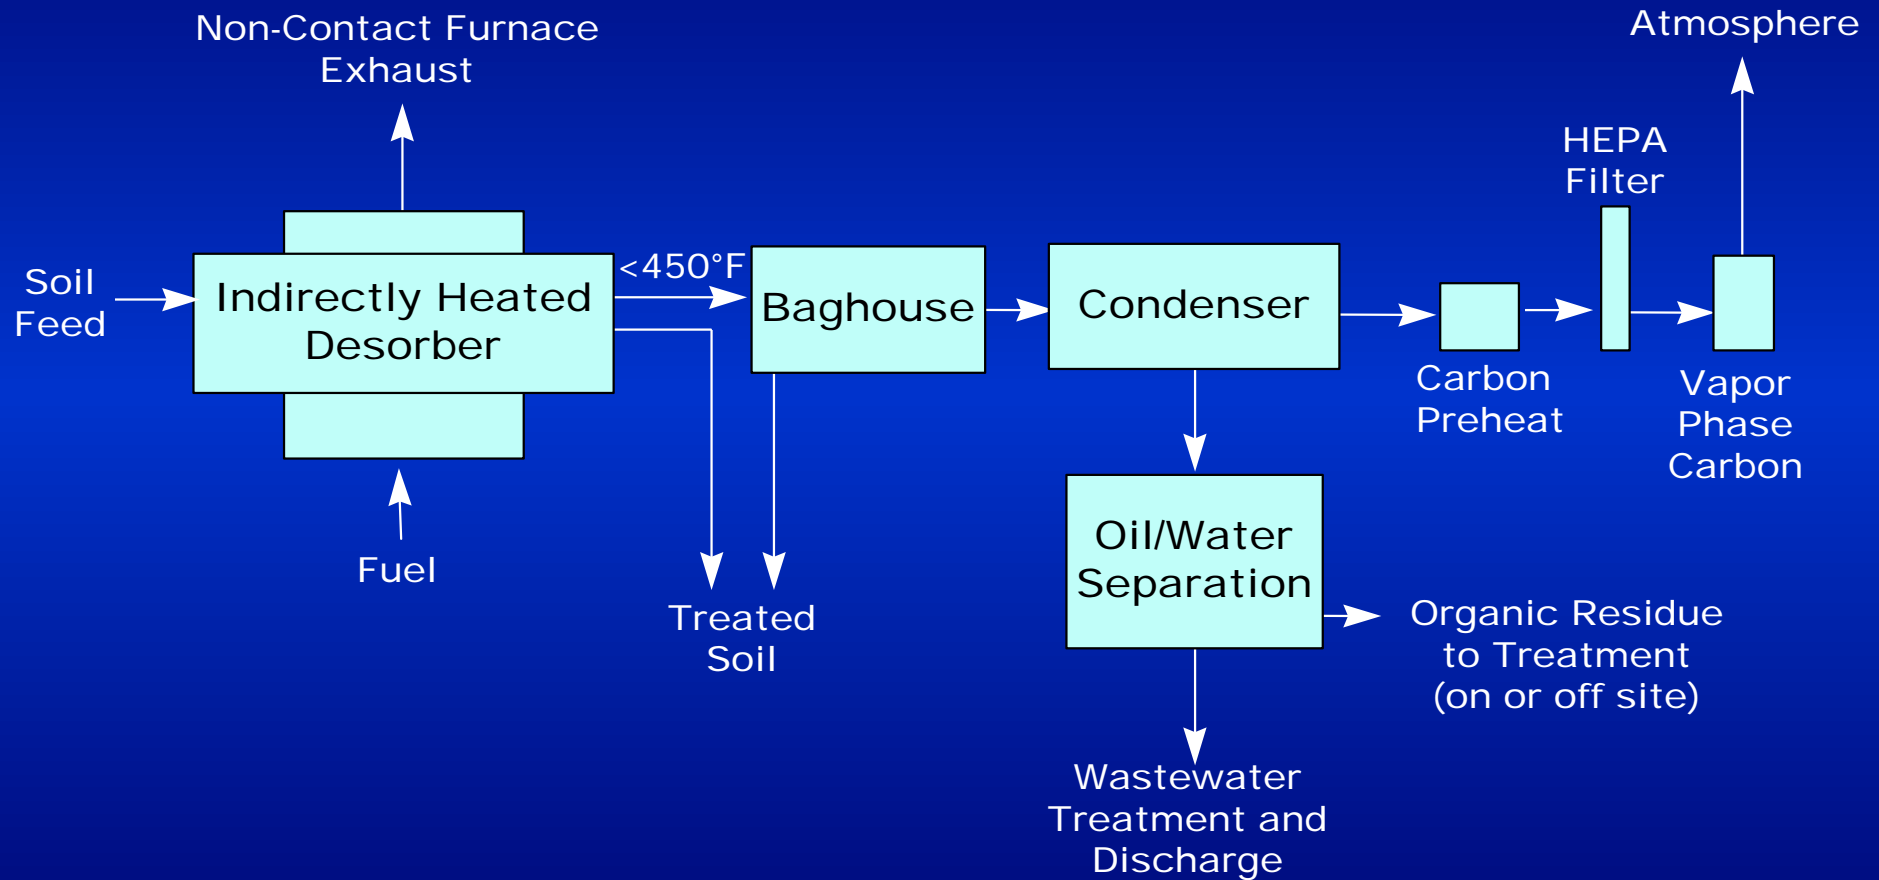 Non-Contact Furnace
Exhaust
Atmosphere
HEPA
Filter
Soil
Feed
Indirectly Heated
Desorber
<450°F
Baghouse
Condenser
Carbon
Preheat
Vapor
Phase
Carbon
Fuel
Treated
Soil
Oil/Water
Separation
Organic Residue
to Treatment
(on or off site)
Wastewater
Treatment and
Discharge